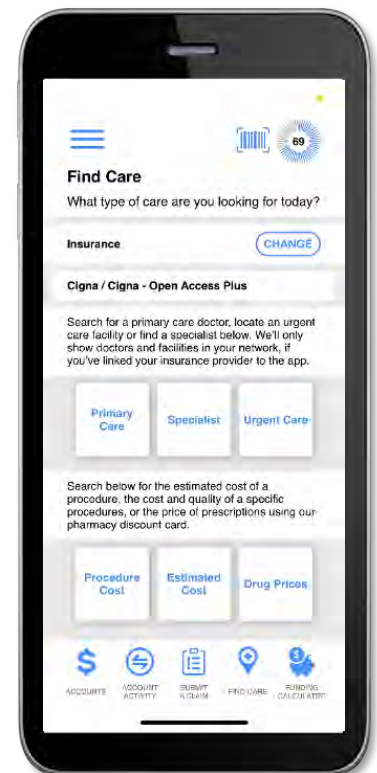 69
Find Care
What type of care are you looking for today?
Insurance
CHANGE
Cigna / Cigna - Open Access Plus
Search for a primary care doctor, locate an urgent
care facility or find a specialist below. We'll only
show doctors and facilities in your network, if
you've linked your insurance provider to the app.
Primary
Care
Specialist
Urgent Care
Search below for the estimated cost of a
procedure, the cost and quality of a specific
procedures, or the price of prescriptions using our
pharmacy discount card.
Procedure
Cost
Estimated
Cost
Drug Prices
$
ACCOUNTS
ACCOUNT
ACTIVITY
SUBMIT
A CLAIM
FIND CARE
FUNDING
CALCULATOR